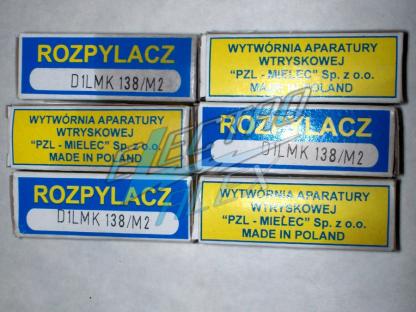 ROZPYLACZ
D1LMK 138/M2
WYTWÓRNIA APARATURY
WTRYSKOWEJ
"PZL - MIELEC" Sp. z o.o.
MADE IN POLAND
WYTWÓRNIA APARATURY
WTRYSKOWEJ
"PZL - MIELEC" Sp. z o.o.
MADE IN POLAND
ROZPYLACZ
D1LMK 138/M2
ROZPYLACZ
D1LMK 138/M2
WYTWÓRNIA APARATURY
WTRYSKOWEJ
"PZL - MIELEC" Sp. z o.o.
MADE IN POLAND